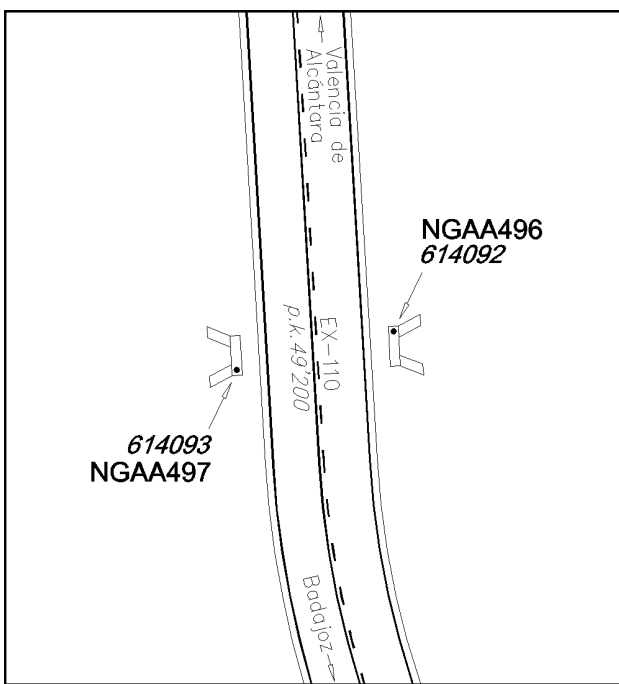 Valencia de
Alcántara
NGAA496
614092
EX-110
p.k. 49'200
614093
NGAA497
Badajoz